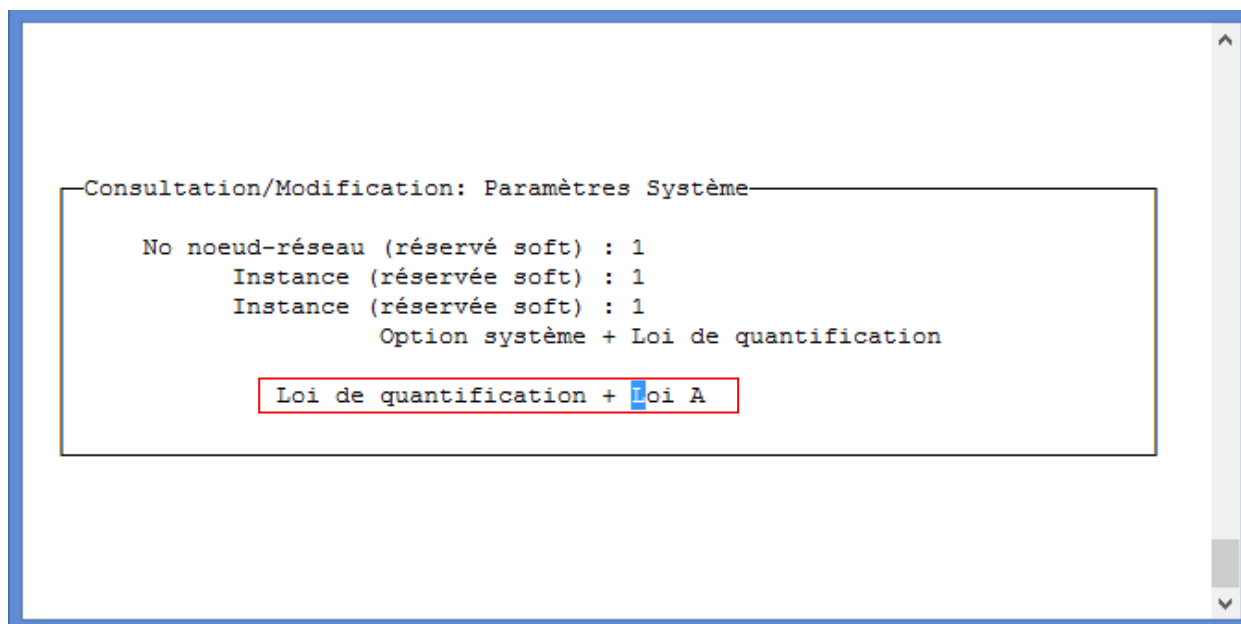 Consultation/Modification: Paramètres Système
No noeud-réseau (réservé soft) : 1
Instance (réservée soft) : 1
Instance (réservée soft) : 1
Option système + Loi de quantification
Loi de quantification + Loi A